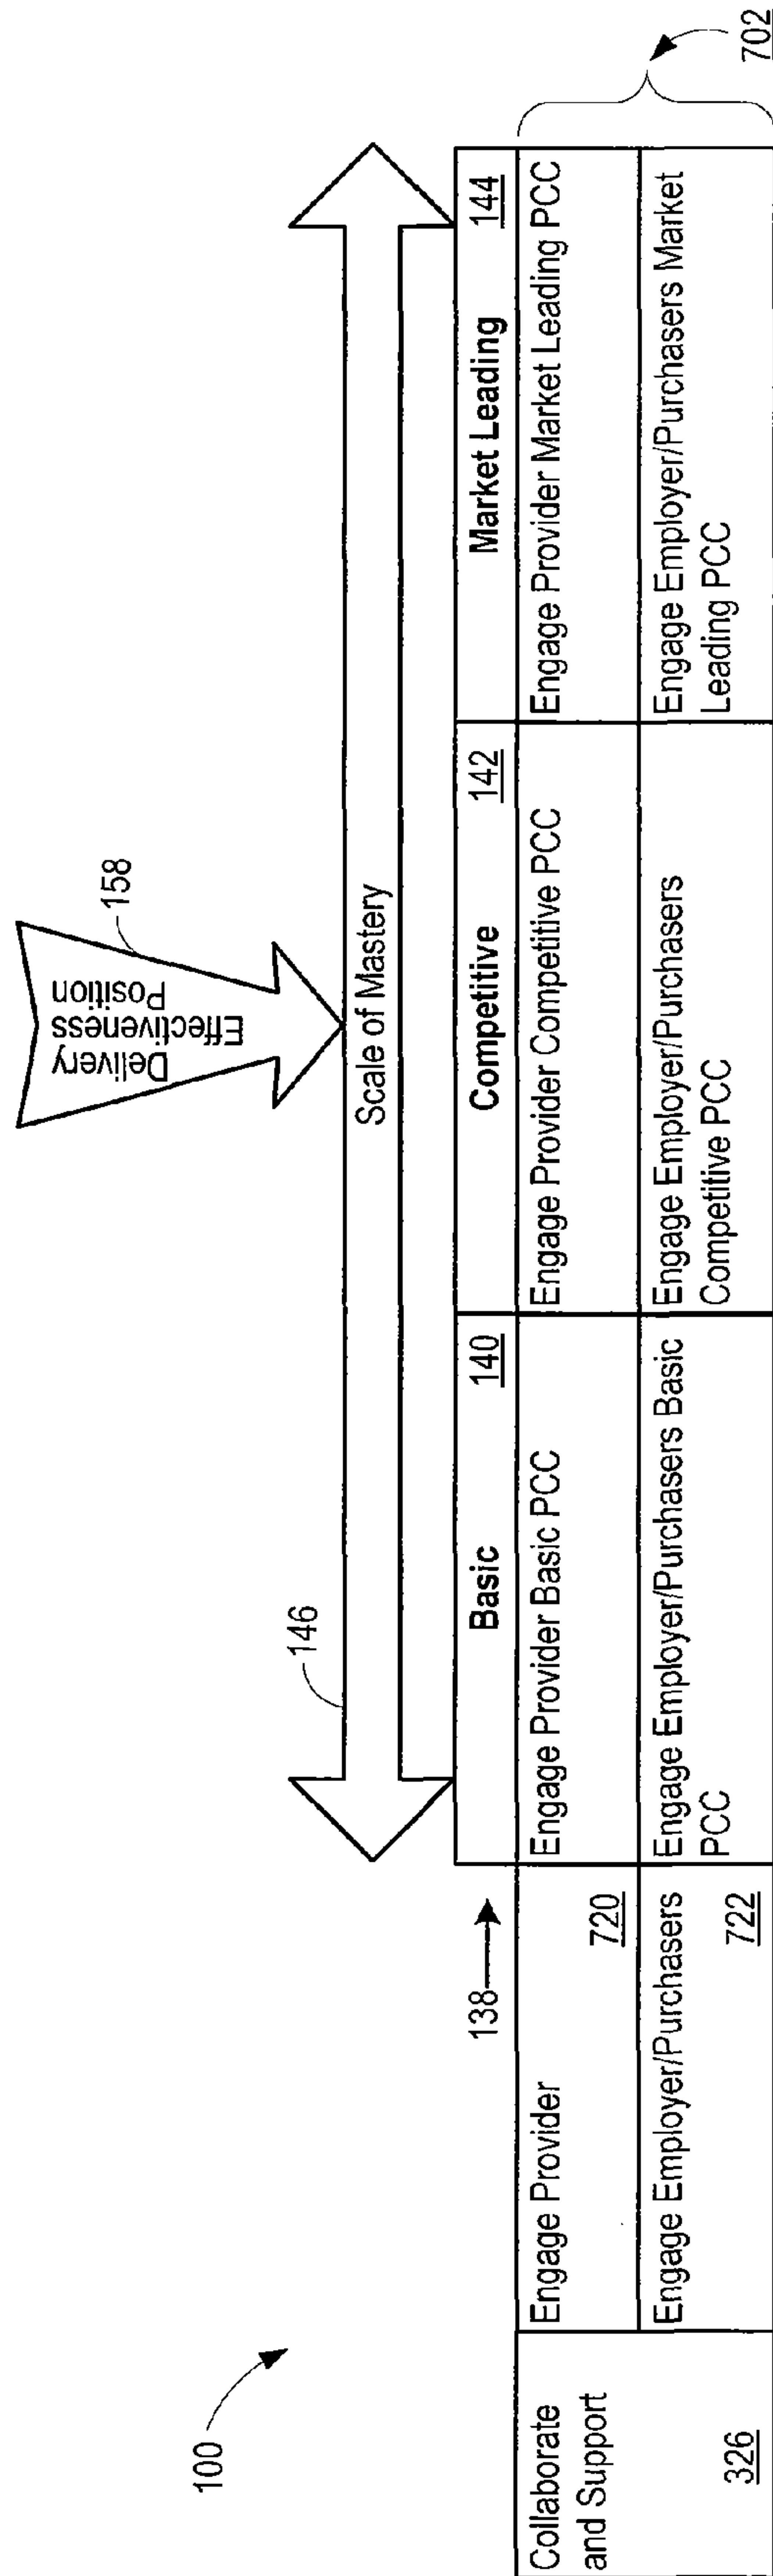 100
Delivery
Effectiveness
Position
158
146
Scale of Mastery
138
Basic 140
Competitive 142
Market Leading 144
Collaborate
and Support
326
Engage Provider
720
Engage Provider Basic PCC
Engage Provider Competitive PCC
Engage Provider Market Leading PCC
Engage Employer/Purchasers
722
Engage Employer/Purchasers Basic
PCC
Engage Employer/Purchasers
Competitive PCC
Engage Employer/Purchasers Market
Leading PCC
702